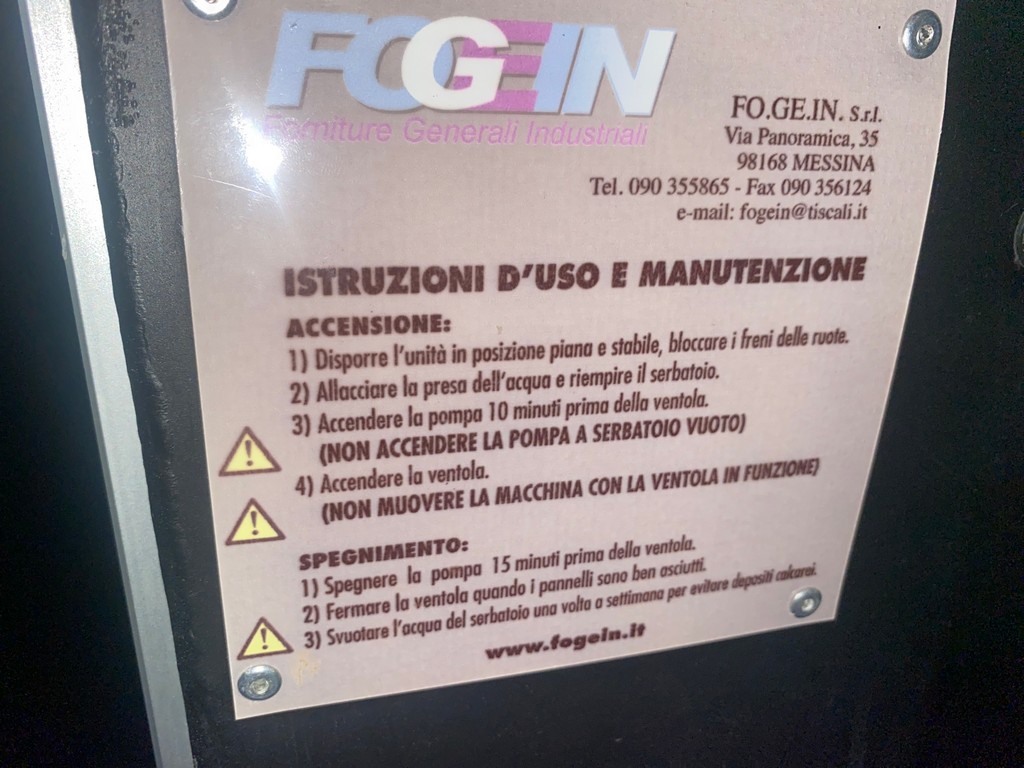 FOGEIN
Forniture Generali Industriali
FO.GE.IN. S.r.l.
Via Panoramica, 35
98168 MESSINA
Tel. 090 355865 - Fax 090 356124
e-mail: fogein@tiscali.it
ISTRUZIONI D'USO E MANUTENZIONE
ACCENSIONE:
1) Disporre l'unità in posizione piana e stabile, bloccare i freni delle ruote.
2) Allacciare la presa dell'acqua e riempire il serbatoio.
3) Accendere la pompa 10 minuti prima della ventola.
(NON ACCENDERE LA POMPA A SERBATOIO VUOTO)
4) Accendere la ventola.
(NON MUOVERE LA MACCHINA CON LA VENTOLA IN FUNZIONE)
SPEGNIMENTO:
1) Spegnere la pompa 15 minuti prima della ventola.
2) Fermare la ventola quando i pannelli sono ben asciutti.
3) Svuotare l'acqua del serbatoio una volta a settimana per evitare depositi calcarei.
www.fogein.it